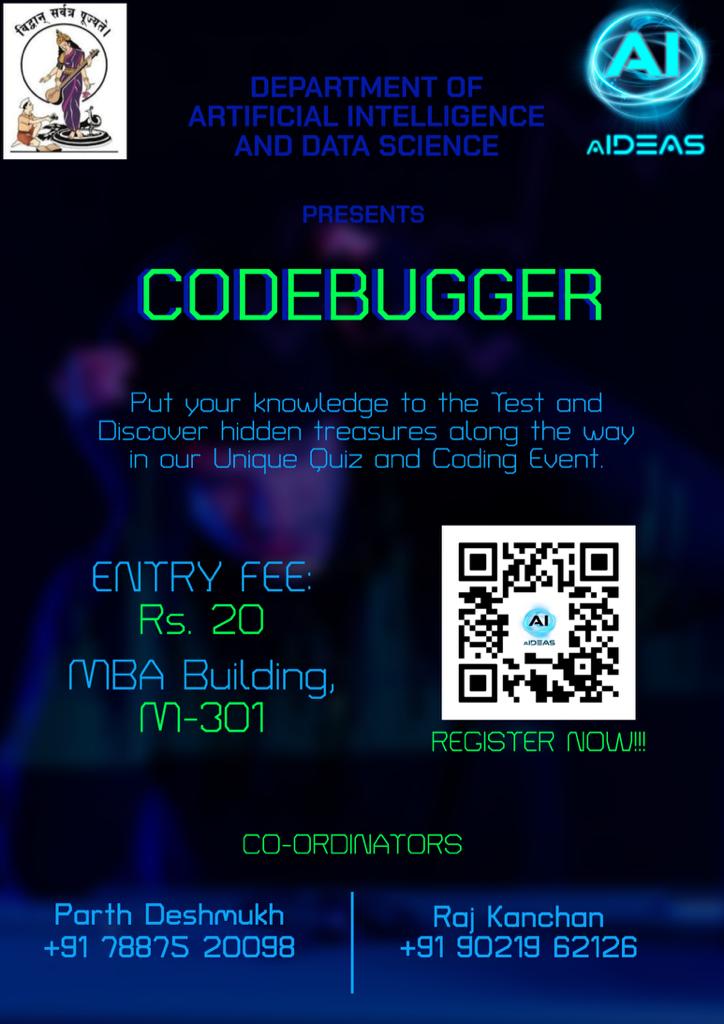 विद्वान् सर्वत्र पूज्यते।
AI
AIDEAS
DEPARTMENT OF
ARTIFICIAL INTELLIGENCE
AND DATA SCIENCE
PRESENTS
CODEBUGGER
Put your knowledge to the Test and
Discover hidden treasures along the way
in our Unique Quiz and Coding Event.
ENTRY FEE:
Rs. 20
MBA Building,
M-301
AI
AIDEAS
REGISTER NOW!!!
CO-ORDINATORS
Parth Deshmukh
+91 78875 20098
Raj Kanchan
+91 90219 62126